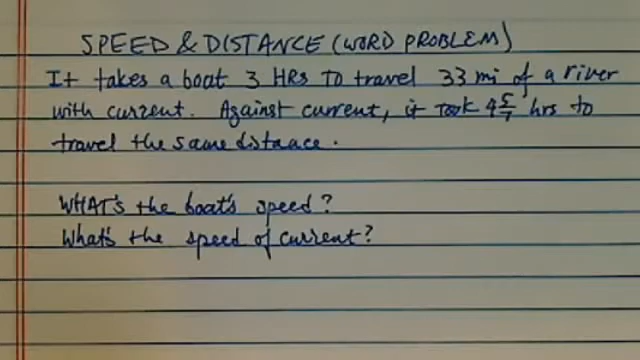 SPEED & DISTANCE (WORD PROBLEM)
It takes a boat 3 HRs to travel 33 mi of a river
with current. Against current, it took 4 5/7 hrs to
travel the same distance.
WHAT'S the boat's speed?
What's the speed of current?